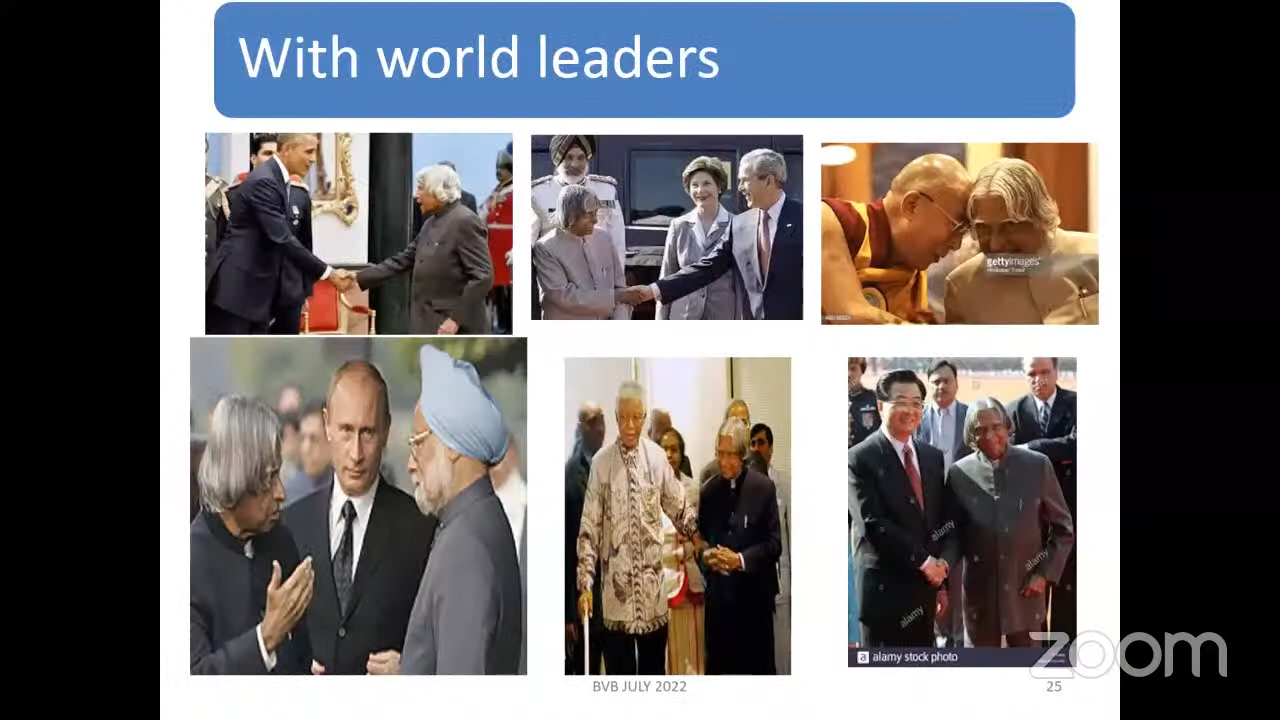 With world leaders
gettyimages
alamy
alamy
alamy
a alamy stock photo
zoom
BVB JULY 2022
25